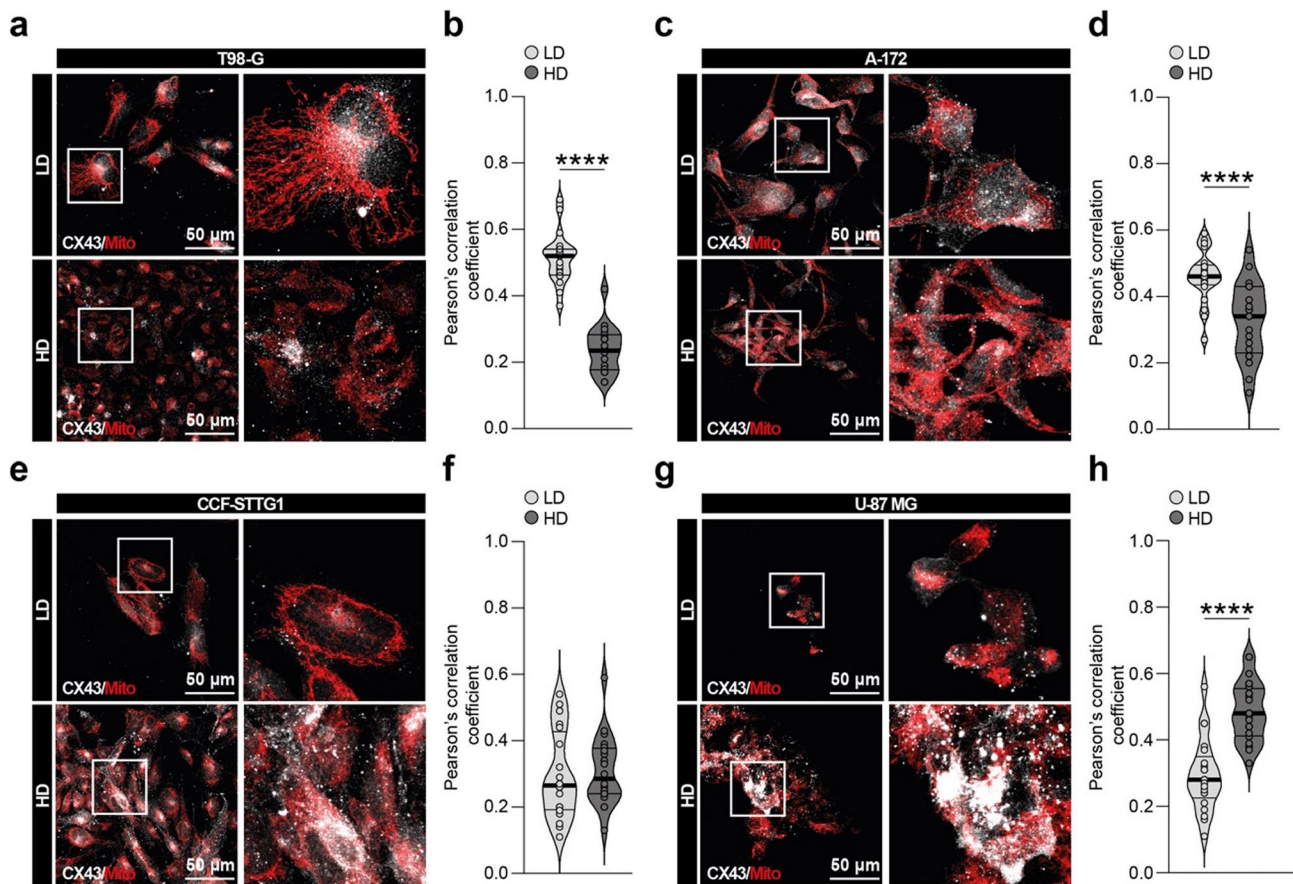 a
T98-G
LD
CX43/Mito
50 µm
HD
CX43/Mito
50 µm
50 µm
b
LD
HD
1.0
0.8
0.6
0.4
0.2
0.0
Pearson's correlation
coefficient
****
c
A-172
LD
CX43/Mito
50 µm
HD
CX43/Mito
50 µm
50 µm
d
LD
HD
1.0
0.8
0.6
0.4
0.2
0.0
Pearson's correlation
coefficient
****
e
CCF-STTG1
LD
CX43/Mito
50 µm
HD
CX43/Mito
50 µm
f
LD
HD
1.0
0.8
0.6
0.4
0.2
0.0
Pearson's correlation
coefficient
g
U-87 MG
LD
CX43/Mito
50 µm
HD
CX43/Mito
50 µm
h
LD
HD
1.0
0.8
0.6
0.4
0.2
0.0
Pearson's correlation
coefficient
****